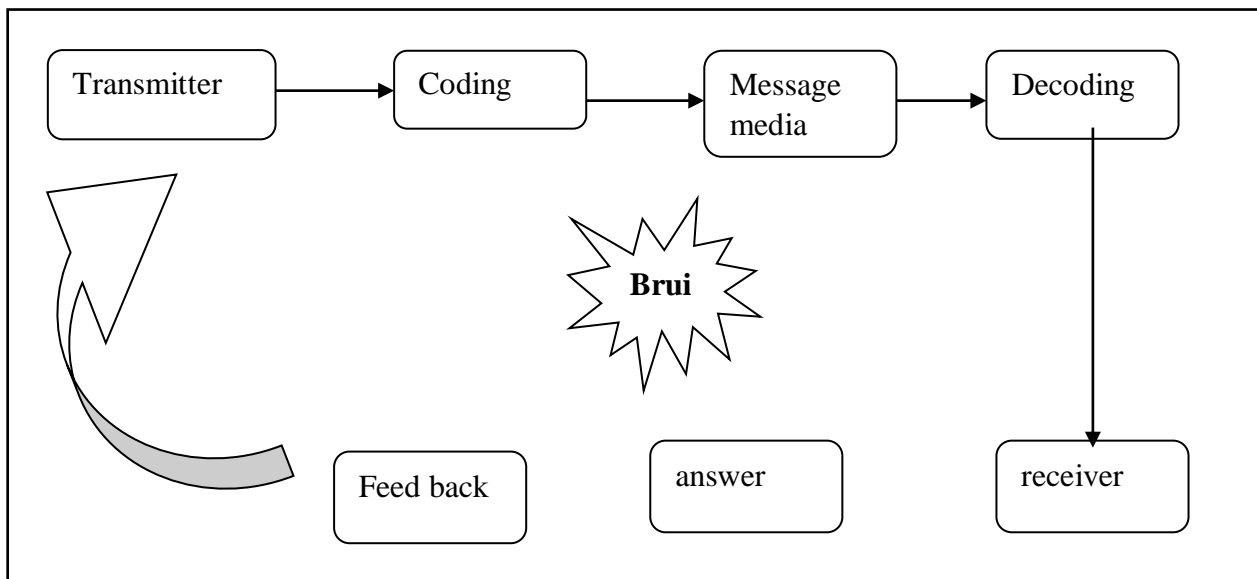 Transmitter
Coding
Message
media
Decoding
Brui
Feed back
answer
receiver